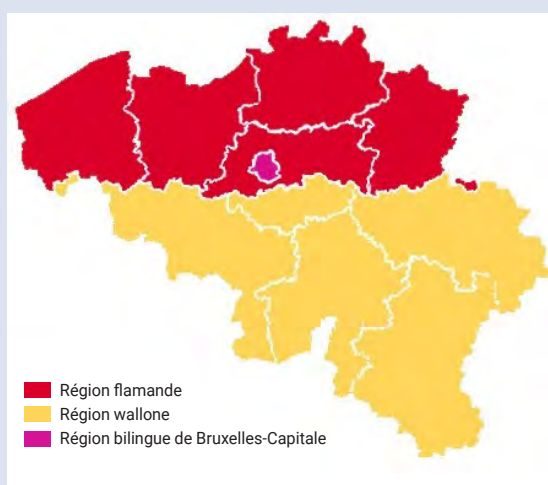 Région flamande
Région wallone
Région bilingue de Bruxelles-Capitale